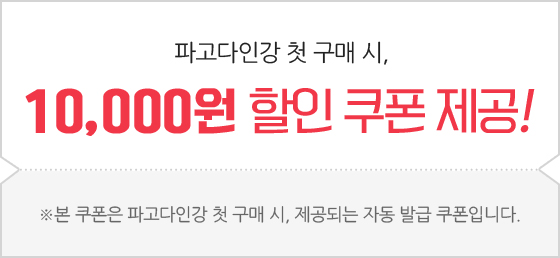 파고다인강 첫 구매 시,
10,000원 할인 쿠폰 제공!
※본 쿠폰은 파고다인강 첫 구매 시, 제공되는 자동 발급 쿠폰입니다.